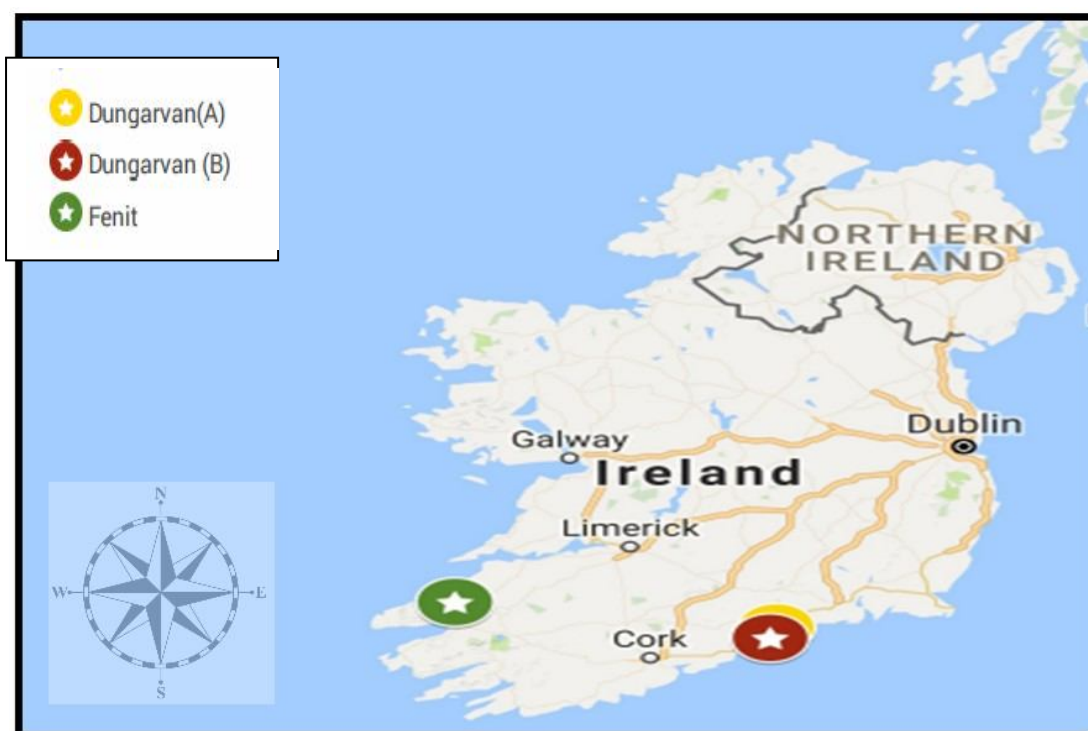 Dungarvan(A)
Dungarvan (B)
Fenit
NORTHERN
IRELAND
Dublin
Galway
Ireland
Limerick
Cork
N
W
E
S